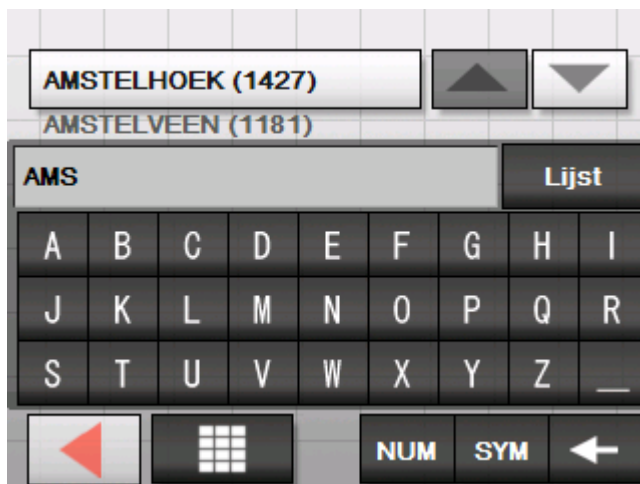 AMSTELHOEK (1427)
AMSTELVEEN (1181)
AMS Lijst
A B C D E F G H I
J K L M N O P Q R
S T U V W X Y Z _
NUM SYM